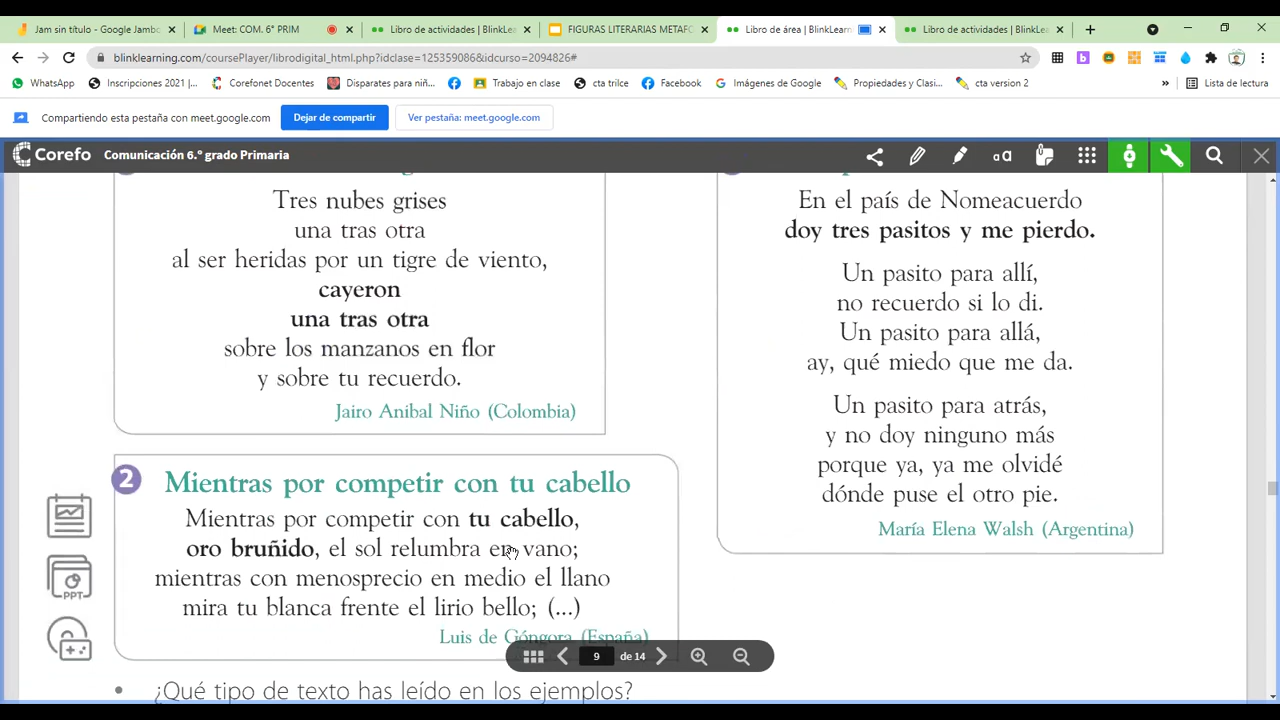 Jam sin título - Google Jambo
Meet: COM. 6° PRIM
Libro de actividades | BlinkLea
FIGURAS LITERARIAS METAFO
Libro de área | BlinkLearn
Libro de actividades | BlinkLe
blinklearning.com/coursePlayer/librodigital_html.php?idclase=125359086&idcurso=2094826#
WhatsApp
Inscripciones 2021 |...
Corefonet Docentes
Disparates para niñ...
Trabajo en clase
cta trilce
Facebook
Imágenes de Google
Propiedades y Clasi...
cta version 2
»
Lista de lectura
Compartiendo esta pestaña con meet.google.com
Dejar de compartir
Ver pestaña: meet.google.com
Corefo
Comunicación 6.º grado Primaria
aa
Tres nubes grises
una tras otra
al ser heridas por un tigre de viento,
cayeron
una tras otra
sobre los manzanos en flor
y sobre tu recuerdo.
Jairo Anibal Niño (Colombia)
2
Mientras por competir con tu cabello
Mientras por competir con tu cabello,
oro bruñido, el sol relumbra en vano;
mientras con menosprecio en medio el llano
mira tu blanca frente el lirio bello; (...)
Luis de Góngora (España)
En el país de Nomeacuerdo
doy tres pasitos y me pierdo.
Un pasito para allí,
no recuerdo si lo di.
Un pasito para allá,
ay, qué miedo que me da.
Un pasito para atrás,
y no doy ninguno más
porque ya, ya me olvidé
dónde puse el otro pie.
María Elena Walsh (Argentina)
PPT
9 de 14
• ¿Qué tipo de texto has leído en los ejemplos?